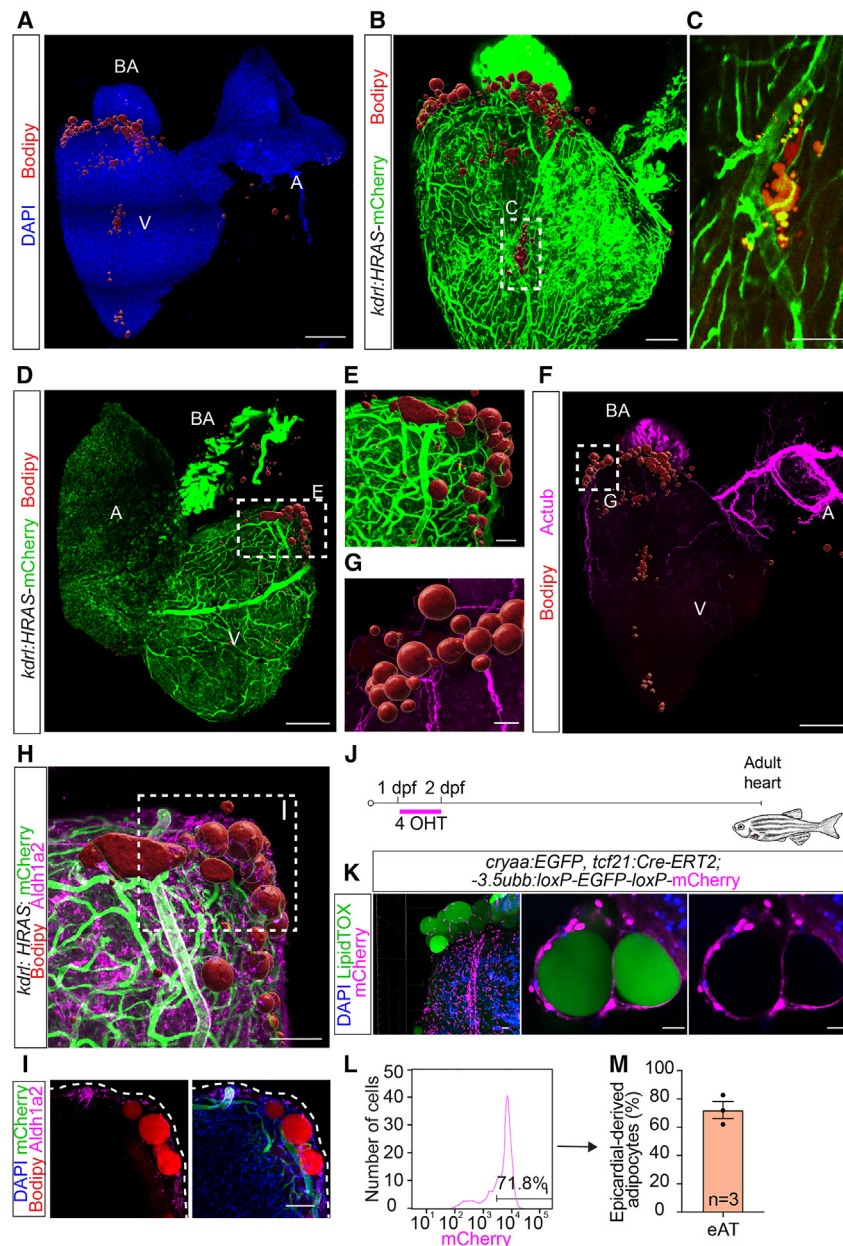 A
DAPI Bodipy
BA
V
A
B
kdrl:HRAS-mCherry Bodipy
C
C
D
kdrl:HRAS-mCherry Bodipy
BA
A
E
V
E
G
F
Bodipy Actub
BA
G
A
V
H
kdrl: HRAS: mCherry
Bodipy Aldh1a2
I
I
DAPI mCherry
Bodipy Aldh1a2
J
1 dpf 2 dpf
4 OHT
Adult
heart
K
cryaa:EGFP, tcf21:Cre-ERT2;
-3.5ubb:loxP-EGFP-loxP-mCherry
DAPI LipidTOX
mCherry
L
Number of cells
50
40
30
20
10
0
71.8%
10¹ 10² 10³ 10⁴ 10⁵
mCherry
M
Epicardial-derived
adipocytes (%)
100
80
60
40
20
0
n=3
eAT